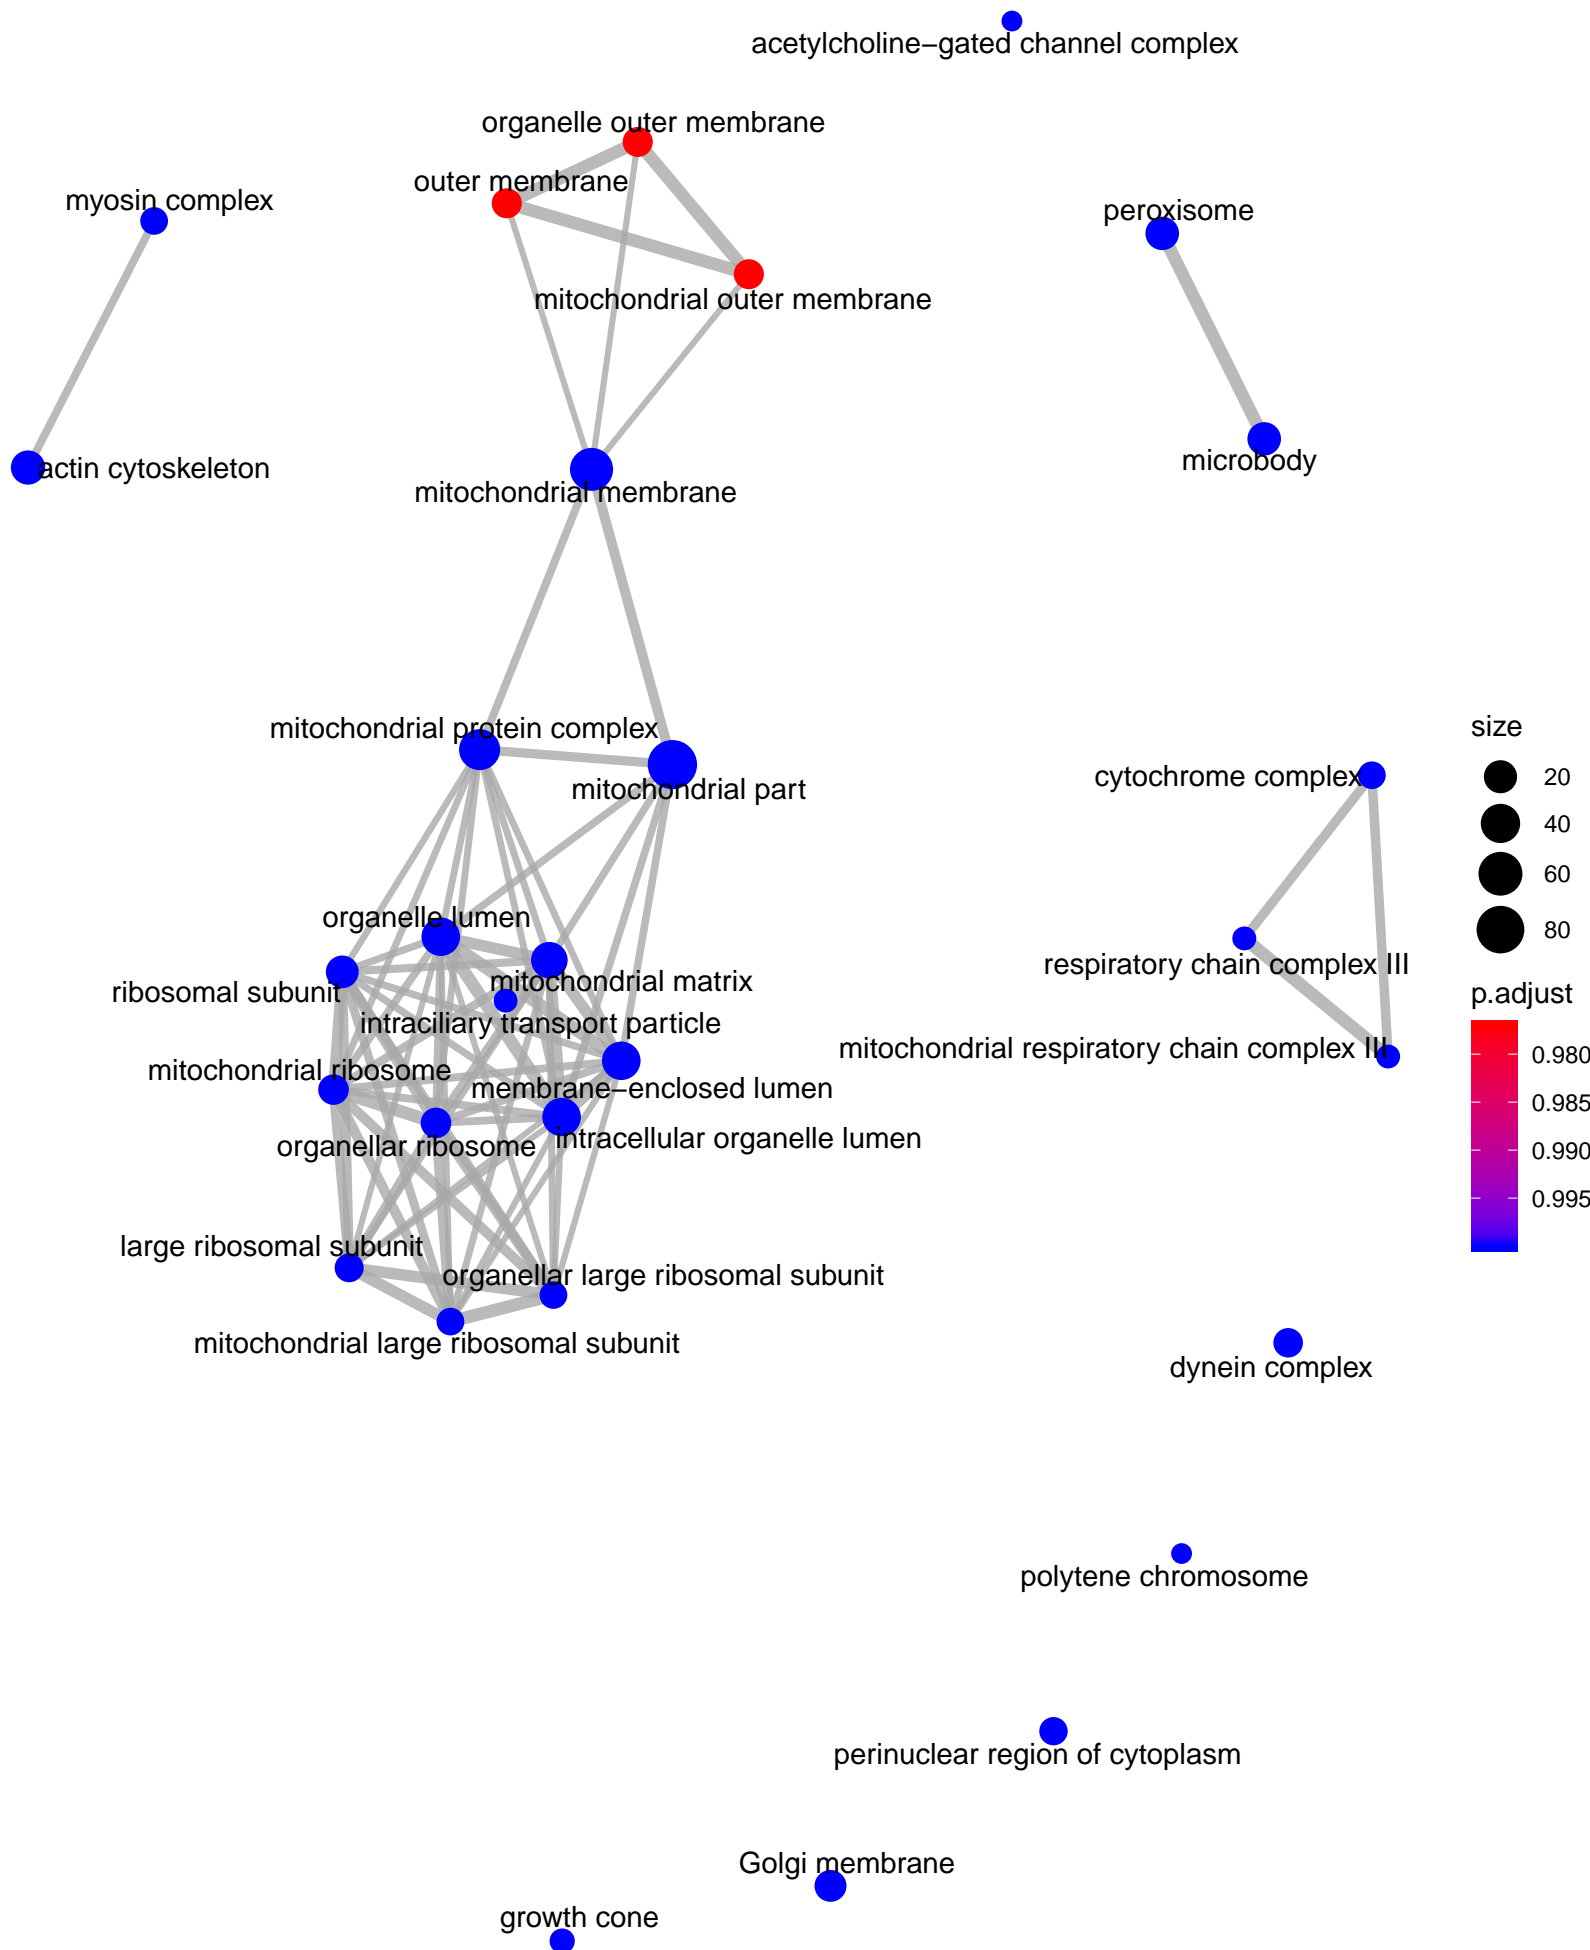 acetylcholine−gated channel complex
organelle outer membrane
outer membrane
myosin complex
peroxisome
mitochondrial outer membrane
microbody
actin cytoskeleton
mitochondrial membrane
mitochondrial protein complex
size
cytochrome complex
20
mitochondrial part
40
60
organelle lumen
80
respiratory chain complex III
mitochondrial matrix
ribosomal subunit
p.adjust
intraciliary transport particle
mitochondrial respiratory chain complex III
0.980
mitochondrial ribosome
membrane−enclosed lumen
0.985
intracellular organelle lumen
organellar ribosome
0.990
0.995
large ribosomal subunit
organellar large ribosomal subunit
mitochondrial large ribosomal subunit
dynein complex
polytene chromosome
perinuclear region of cytoplasm
Golgi membrane
growth cone